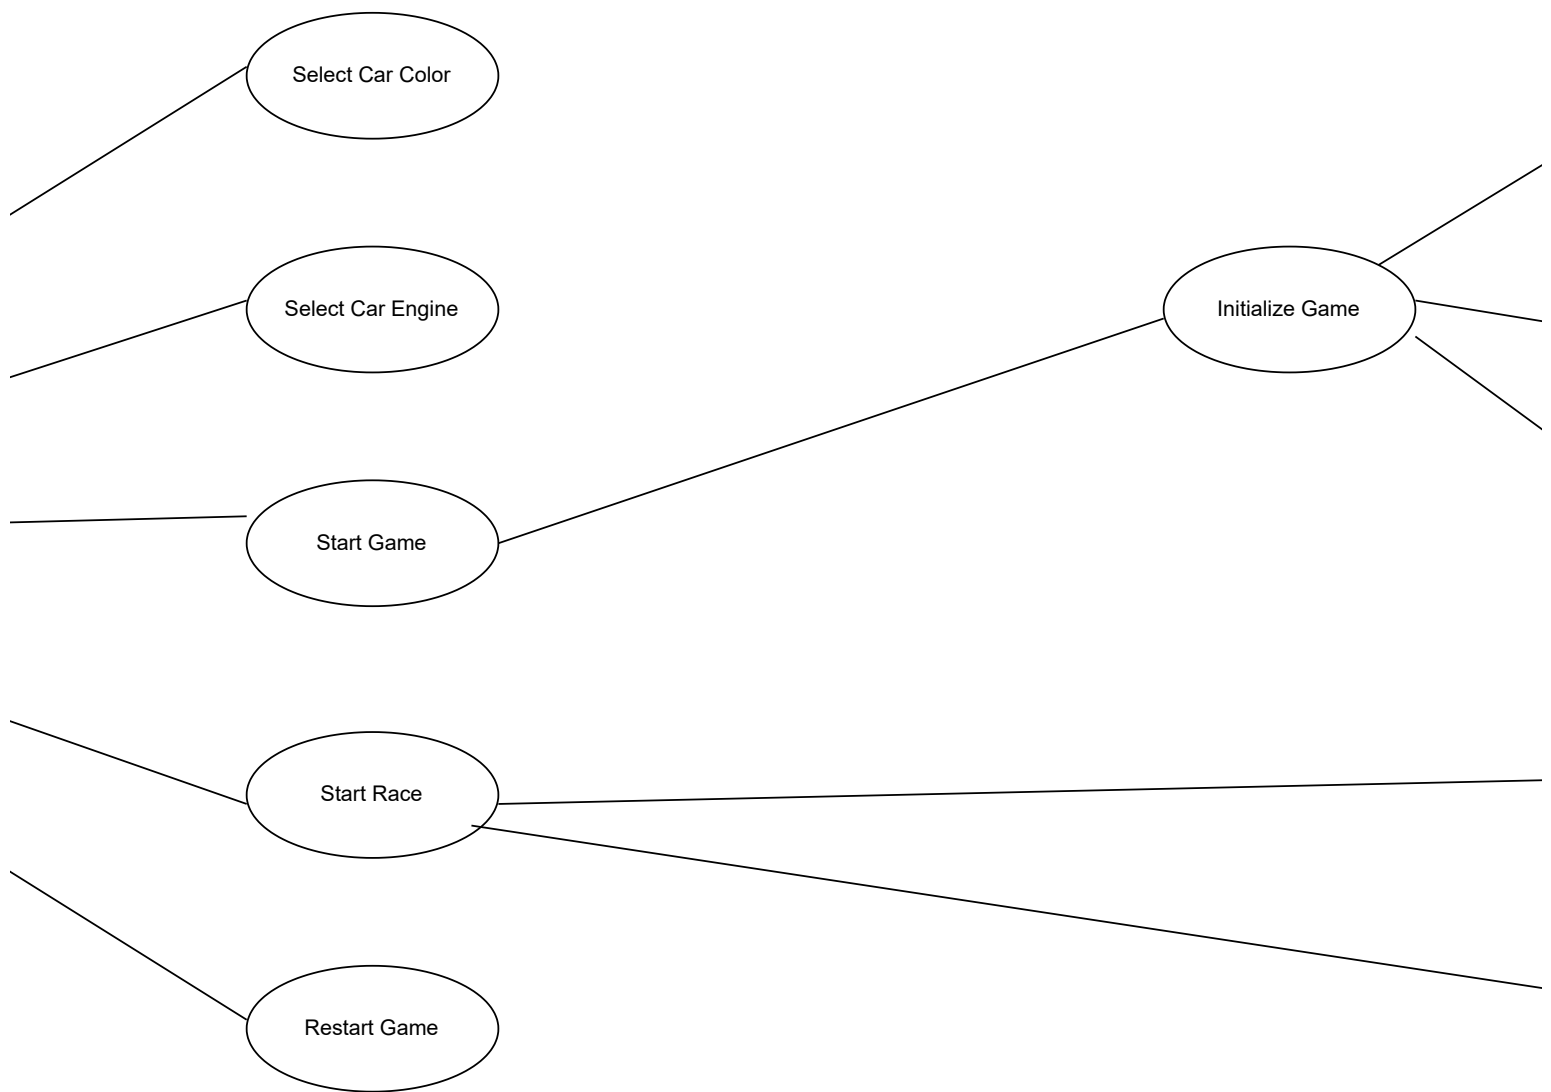 Select Car Color
Select Car Engine
Initialize Game
Start Game
Start Race
Restart Game